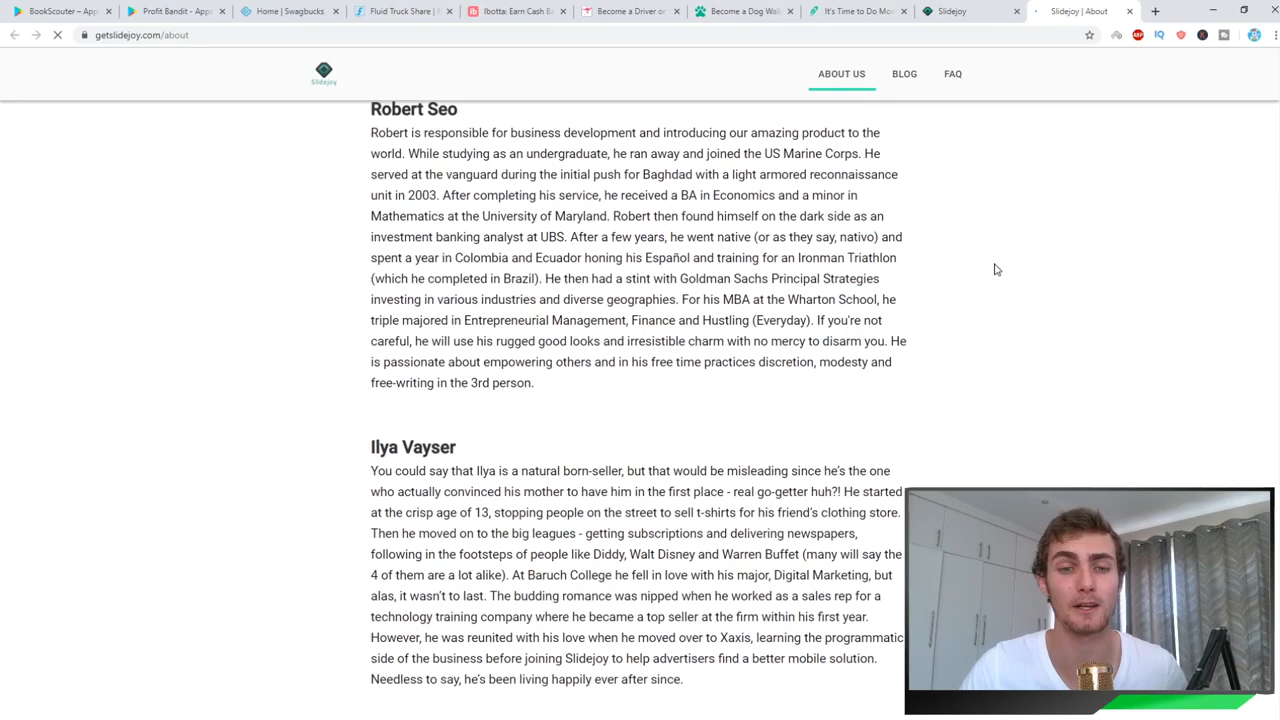 BookScouter – App
Profit Bandit - Apps
Home | Swagbucks
Fluid Truck Share | F
Ibotta: Earn Cash Ba
Become a Driver or
Become a Dog Walk
It's Time to Do Mo
Slidejoy
Slidejoy | About
getslidejoy.com/about
ABP
IQ
Slidejoy
ABOUT US
BLOG
FAQ
Robert Seo
Robert is responsible for business development and introducing our amazing product to the
world. While studying as an undergraduate, he ran away and joined the US Marine Corps. He
served at the vanguard during the initial push for Baghdad with a light armored reconnaissance
unit in 2003. After completing his service, he received a BA in Economics and a minor in
Mathematics at the University of Maryland. Robert then found himself on the dark side as an
investment banking analyst at UBS. After a few years, he went native (or as they say, nativo) and
spent a year in Colombia and Ecuador honing his Español and training for an Ironman Triathlon
(which he completed in Brazil). He then had a stint with Goldman Sachs Principal Strategies
investing in various industries and diverse geographies. For his MBA at the Wharton School, he
triple majored in Entrepreneurial Management, Finance and Hustling (Everyday). If you're not
careful, he will use his rugged good looks and irresistible charm with no mercy to disarm you. He
is passionate about empowering others and in his free time practices discretion, modesty and
free-writing in the 3rd person.
Ilya Vayser
You could say that Ilya is a natural born-seller, but that would be misleading since he's the one
who actually convinced his mother to have him in the first place - real go-getter huh?! He started
at the crisp age of 13, stopping people on the street to sell t-shirts for his friend's clothing store.
Then he moved on to the big leagues - getting subscriptions and delivering newspapers,
following in the footsteps of people like Diddy, Walt Disney and Warren Buffet (many will say the
4 of them are a lot alike). At Baruch College he fell in love with his major, Digital Marketing, but
alas, it wasn't to last. The budding romance was nipped when he worked as a sales rep for a
technology training company where he became a top seller at the firm within his first year.
However, he was reunited with his love when he moved over to Xaxis, learning the programmatic
side of the business before joining Slidejoy to help advertisers find a better mobile solution.
Needless to say, he's been living happily ever after since.